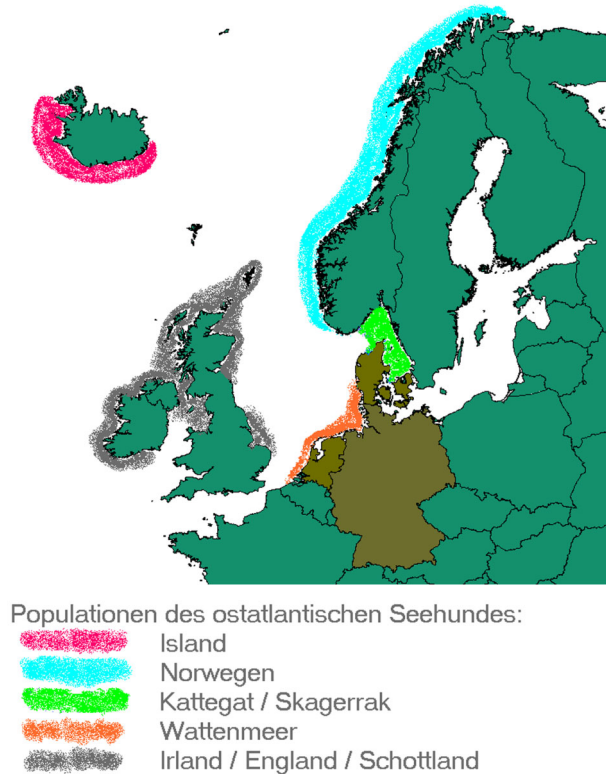 Populationen des ostatlantischen Seehundes:
Island
Norwegen
Kattegat / Skagerrak
Wattenmeer
Irland / England / Schottland